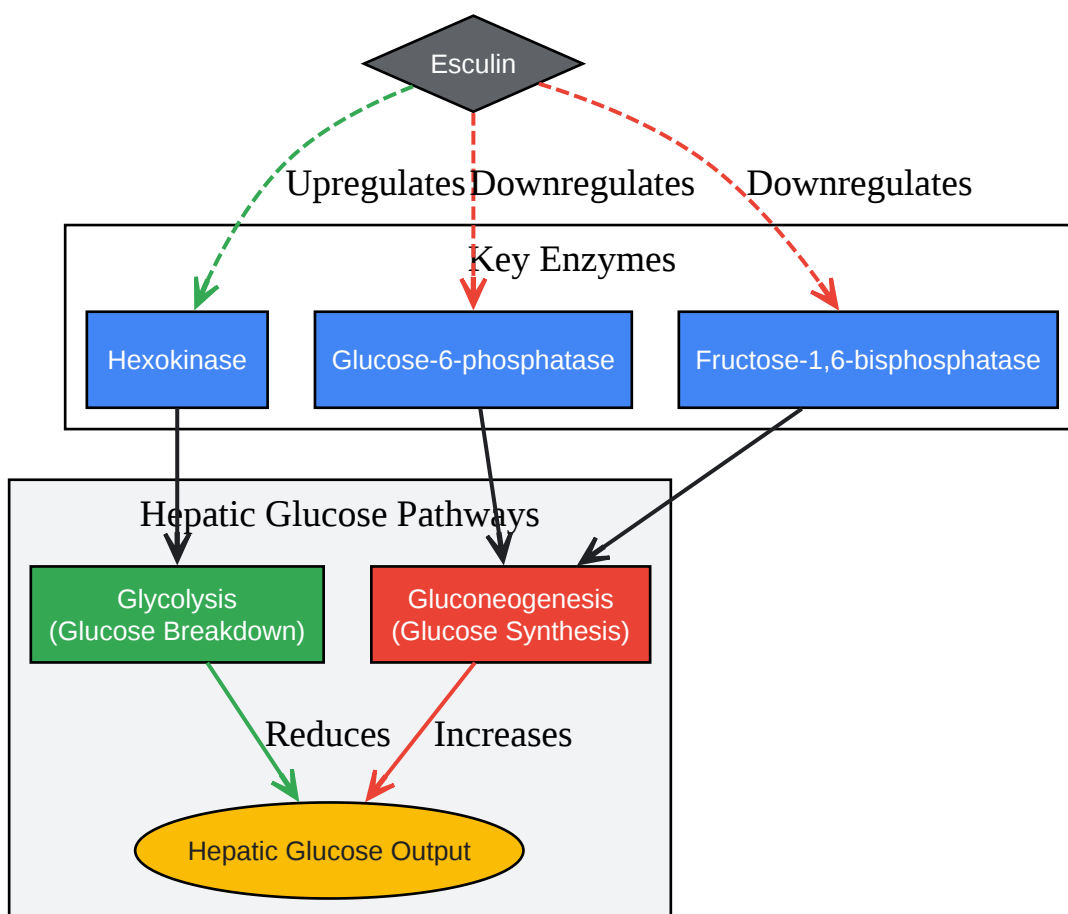 Esculin
Upregulates
Downregulates
Downregulates
Key Enzymes
Hexokinase
Glucose-6-phosphatase
Fructose-1,6-bisphosphatase
Hepatic Glucose Pathways
Glycolysis
(Glucose Breakdown)
Gluconeogenesis
(Glucose Synthesis)
Reduces
Increases
Hepatic Glucose Output